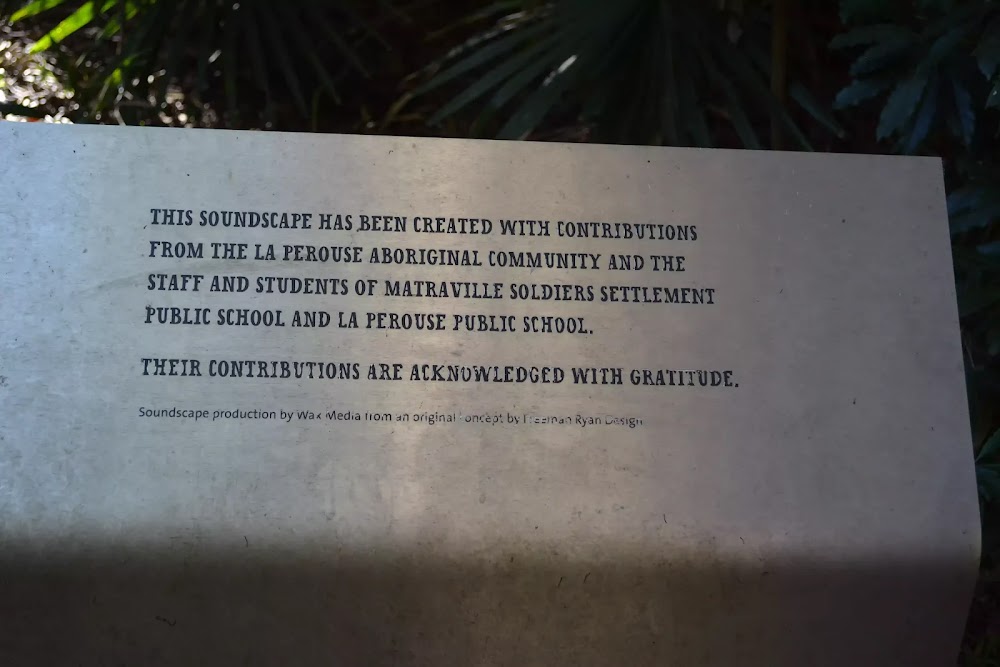 THIS SOUNDSCAPE HAS BEEN CREATED WITH CONTRIBUTIONS
FROM THE LA PEROUSE ABORIGINAL COMMUNITY AND THE
STAFF AND STUDENTS OF MATRAVILLE SOLDIERS SETTLEMENT
PUBLIC SCHOOL AND LA PEROUSE PUBLIC SCHOOL.
THEIR CONTRIBUTIONS ARE ACKNOWLEDGED WITH GRATITUDE.
Soundscape production by Wax Media from an original concept by Freeman Ryan Design